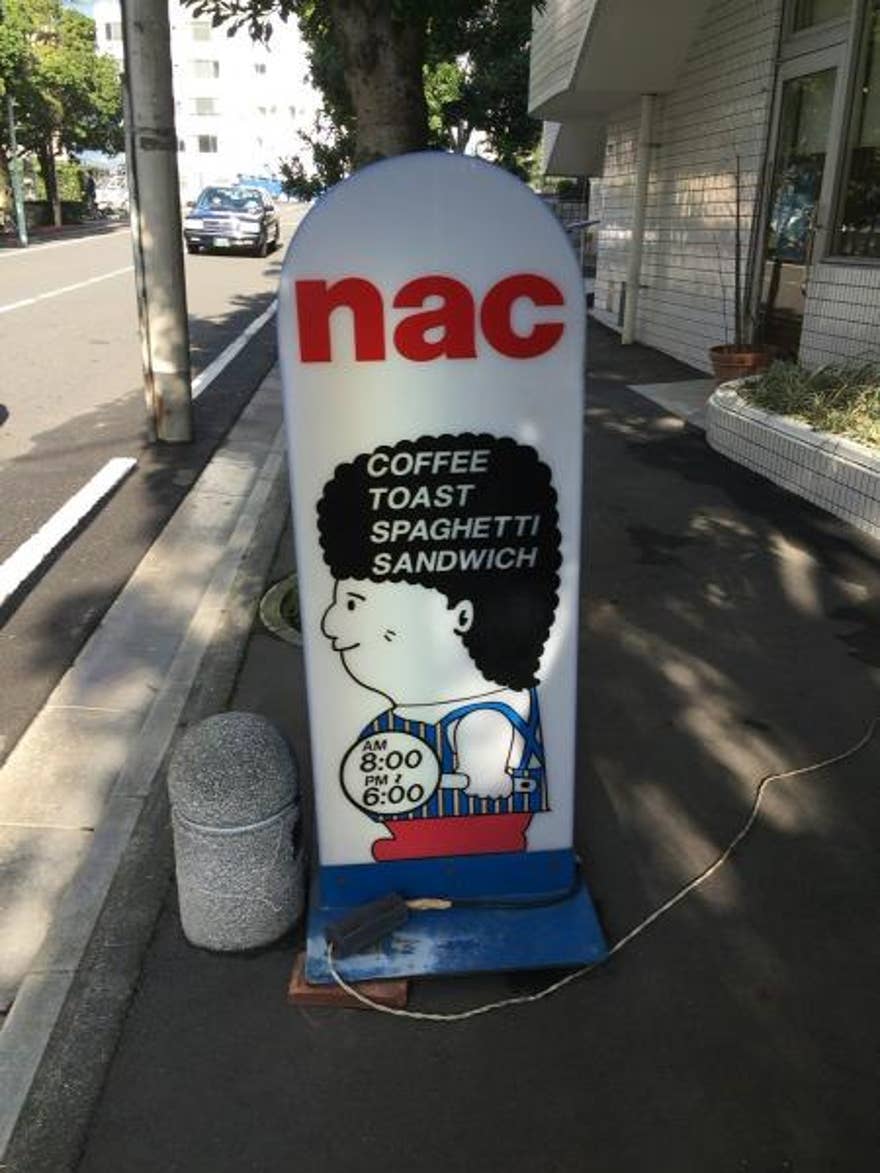 nac
COFFEE
TOAST
SPAGHETTI
SANDWICH
AM
8:00
PM ≀
6:00